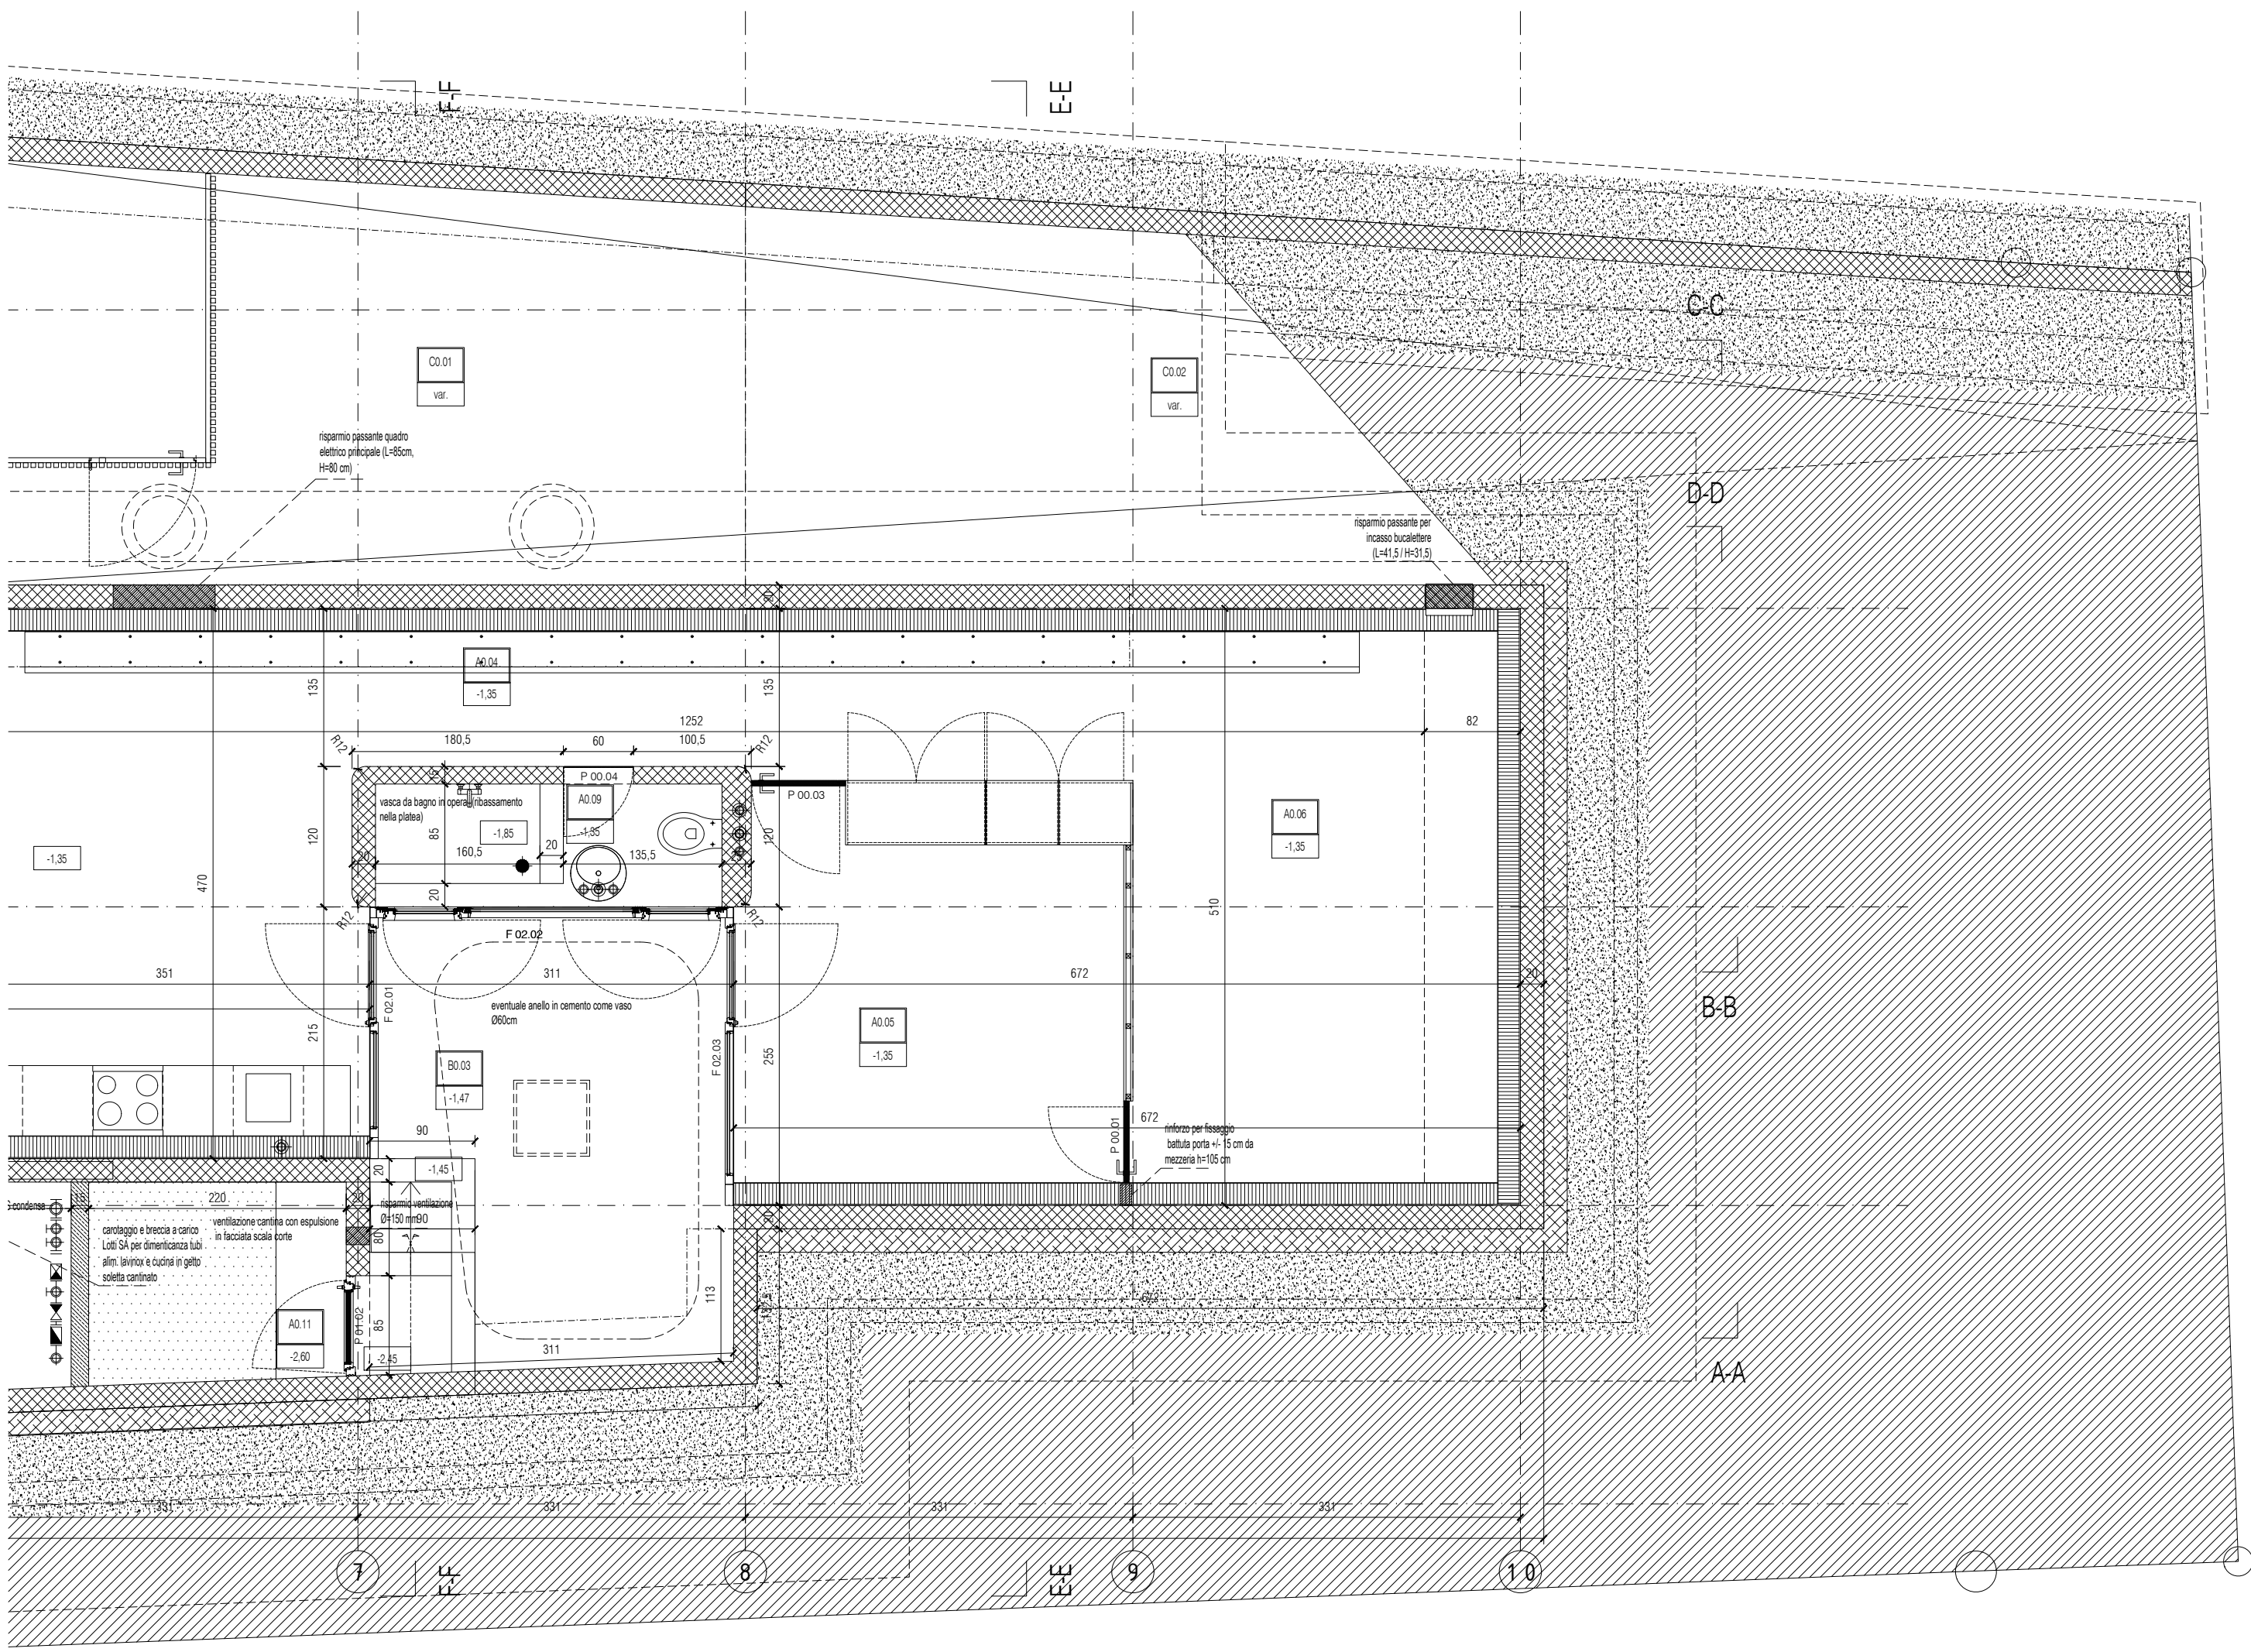 F-F
E-E
C-C
C0.01
var.
C0.02
var.
risparmio passante quadro
elettrico principale (L=85cm,
H=80 cm)
D-D
risparmio passante per
incasso bucalettere
(L=41,5 / H=31,5)
20
A0.04
-1,35
135
135
1252
82
R12
180,5
60
100,5
R12
15
P 00.04
P 00.03
vasca da bagno in opera (ribassamento
nella platea)
A0.09
-1,35
-1,85
A0.06
-1,35
120
85
120
-1,35
20
160,5
20
135,5
470
20
510
R12
R12
F 02.02
351
311
672
20
F 02.01
eventuale anello in cemento come vaso
Ø60cm
B-B
A0.05
-1,35
215
F 02.03
255
B0.03
-1,47
90
P 00.01
672
rinforzo per fissaggio
battuta porta +/- 15 cm da
mezzeria h=105 cm
-1,45
20
15
220
20
condensa
risparmio ventilazione
Ø=150 mm
90
20
carotaggio e breccia a carico
Lotti SA per dimenticanza tubi
alim. lavinox e cucina in getto
soletta cantinato
ventilazione cantina con espulsione
in facciata scala corte
80
113
A0.11
-2,60
P 01.02
85
-2,45
311
A-A
331
331
331
331
7
8
9
10
F-F
E-E